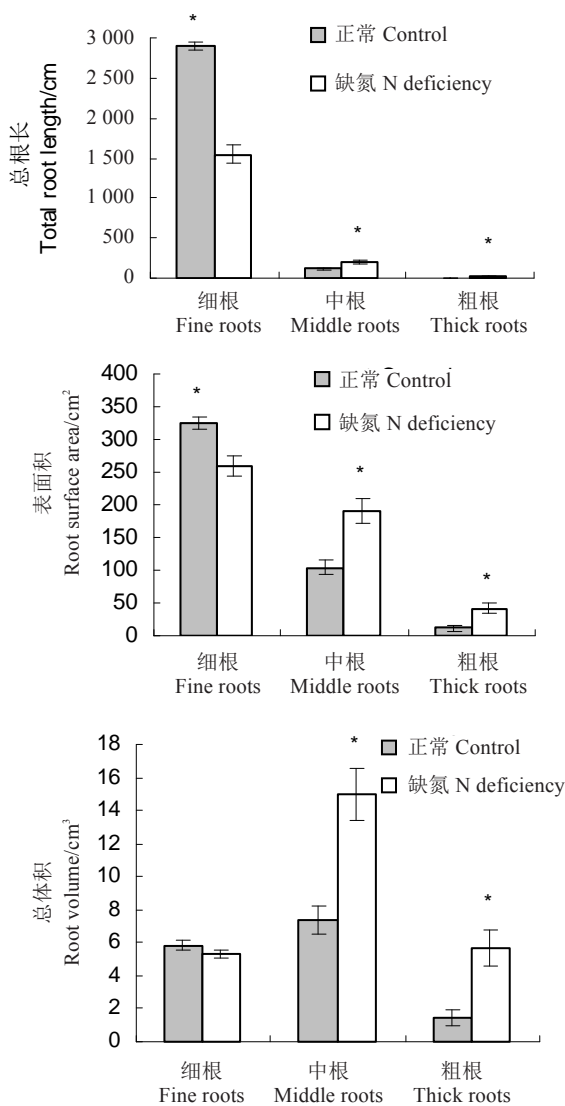 *
3 000
2 500
2 000
1 500
1 000
500
0
总根长
Total root length/cm
正常 Control
缺氮 N deficiency
*
*
细根
中根
粗根
Fine roots
Middle roots
Thick roots
400
350
300
250
200
150
100
50
0
表面积
Root surface area/cm²
正常 Control
缺氮 N deficiency
*
*
*
细根
中根
粗根
Fine roots
Middle roots
Thick roots
18
16
14
12
10
8
6
4
2
0
总体积
Root volume/cm³
正常 Control
缺氮 N deficiency
*
*
细根
中根
粗根
Fine roots
Middle roots
Thick roots